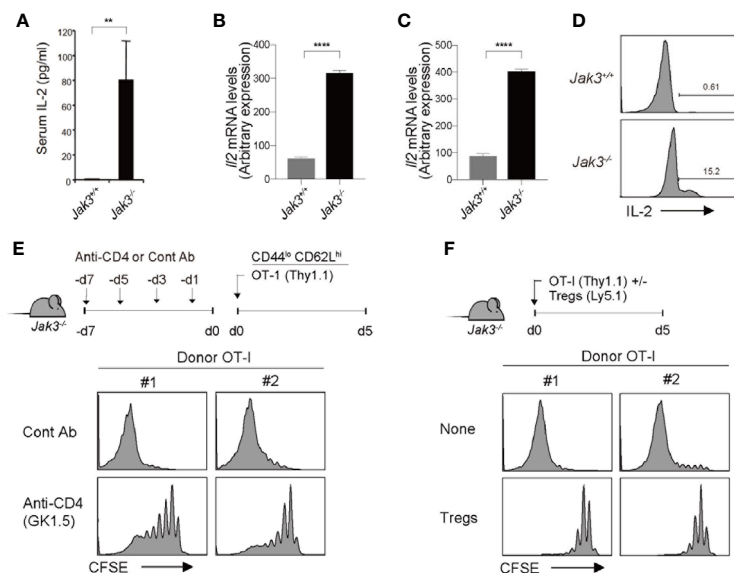 A
**
Serum IL-2 (pg/ml)
120
100
80
60
40
20
0
Jak3+/+
Jak3-/-
B
****
Il2 mRNA levels
(Arbitrary expression)
400
300
200
100
0
Jak3+/+
Jak3-/-
C
****
Il2 mRNA levels
(Arbitrary expression)
500
400
300
200
100
0
Jak3+/+
Jak3-/-
D
Jak3+/+
0.61
Jak3-/-
15.2
IL-2
E
Anti-CD4 or Cont Ab
-d7 -d5 -d3 -d1
CD44lo CD62Lhi
OT-1 (Thy1.1)
Jak3-/-
-d7 d0 d0 d5
Donor OT-I
#1 #2
Cont Ab
Anti-CD4
(GK1.5)
CFSE
F
OT-I (Thy1.1) +/-
Tregs (Ly5.1)
Jak3-/-
d0 d5
Donor OT-I
#1 #2
None
Tregs
CFSE